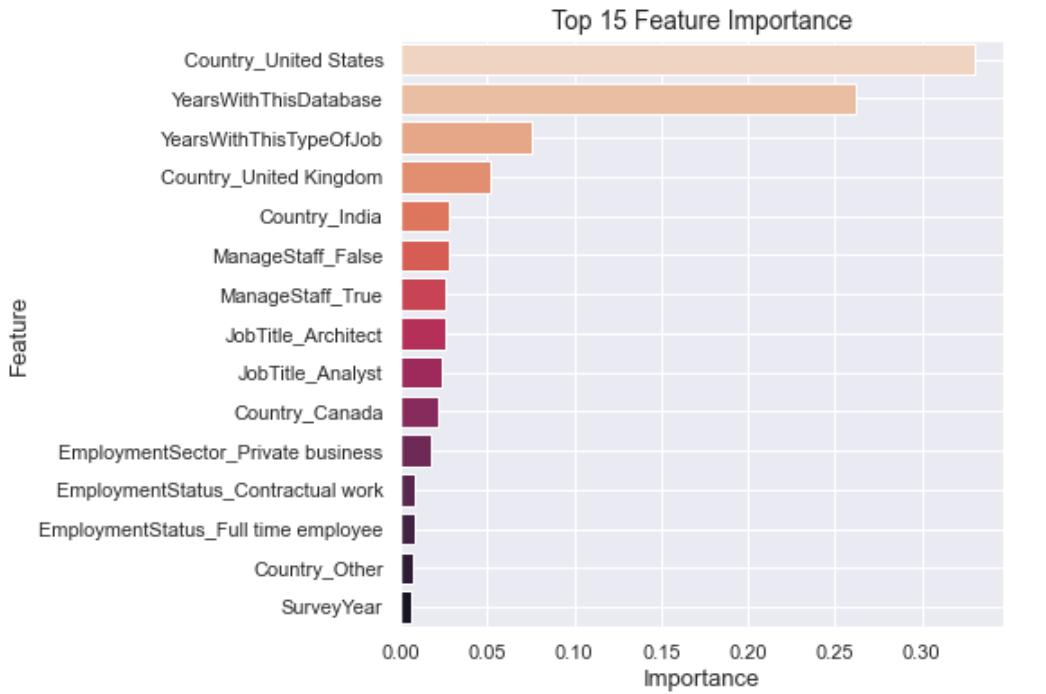 Top 15 Feature Importance
Country_United States
YearsWithThisDatabase
YearsWithThisTypeOfJob
Country_United Kingdom
Country_India
ManageStaff_False
ManageStaff_True
JobTitle_Architect
JobTitle_Analyst
Country_Canada
EmploymentSector_Private business
EmploymentStatus_Contractual work
EmploymentStatus_Full time employee
Country_Other
SurveyYear
Feature
0.00 0.05 0.10 0.15 0.20 0.25 0.30
Importance